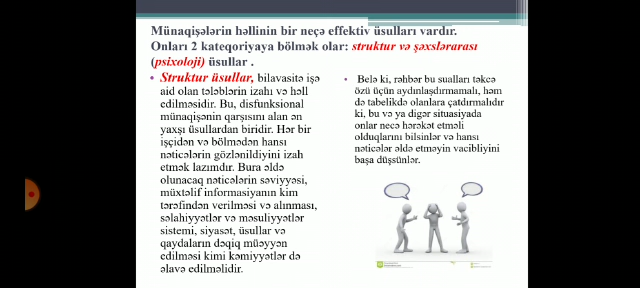 Münaqişələrin həllinin bir neçə effektiv üsulları vardır.
Onları 2 kateqoriyaya bölmək olar: struktur və şəxslərarası
(psixoloji) üsullar .
• Struktur üsullar, bilavasitə işə
aid olan tələblərin izahı və həll
edilməsidir. Bu, disfunksional
münaqişənin qarşısını alan ən
yaxşı üsullardan biridir. Hər bir
işçidən və bölmədən hansı
nəticələrin gözlənildiyini izah
etmək lazımdır. Bura əldə
olunacaq nəticələrin səviyyəsi,
müxtəlif informasiyanın kim
tərəfindən verilməsi və alınması,
səlahiyyətlər və məsuliyyətlər
sistemi, siyasət, üsullar və
qaydaların dəqiq müəyyən
edilməsi kimi kəmiyyətlər də
əlavə edilməlidir.
• Belə ki, rəhbər bu sualları təkcə
özü üçün aydınlaşdırmamalı, həm
də tabelikdə olanlara çatdırmalıdır
ki, bu və ya digər situasiyada
onlar necə hərəkət etməli
olduqlarını bilsinlər və hansı
nəticələr əldə etməyin vacibliyini
başa düşsünlər.